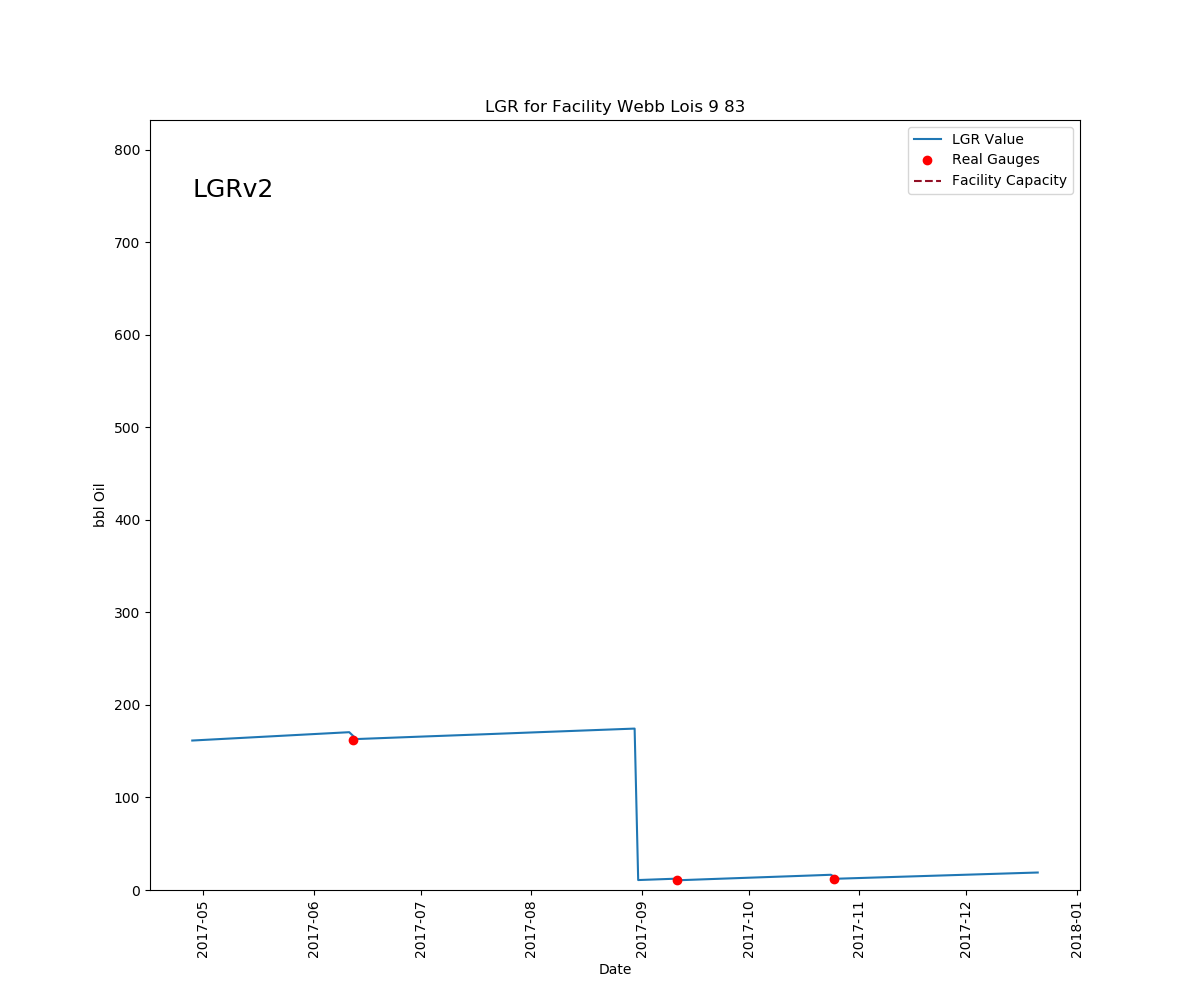 LGR for Facility Webb Lois 9 83
LGRv2
LGR Value
Real Gauges
Facility Capacity
bbl Oil
800
700
600
500
400
300
200
100
0
2017-05
2017-06
2017-07
2017-08
2017-09
2017-10
2017-11
2017-12
2018-01
Date